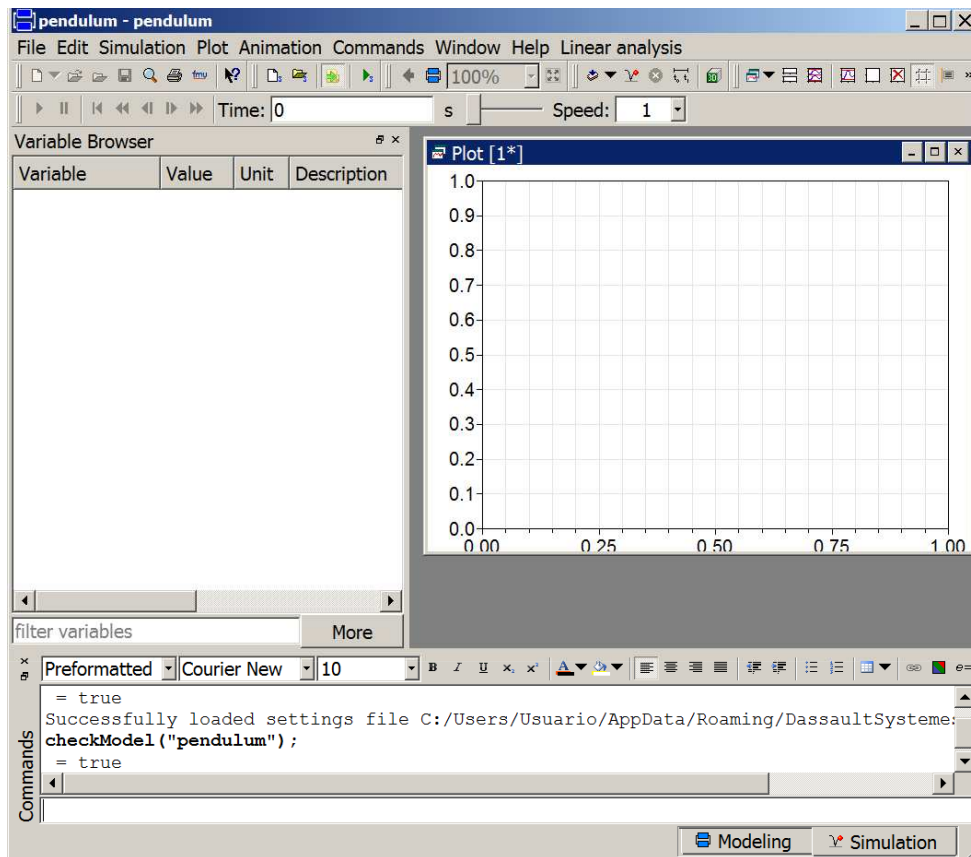 pendulum - pendulum
File Edit Simulation Plot Animation Commands Window Help Linear analysis
fmu 100%
Time: 0 s Speed: 1
Variable Browser
Variable Value Unit Description
filter variables More
Plot [1*]
1.0
0.9
0.8
0.7
0.6
0.5
0.4
0.3
0.2
0.1
0.0
0.00 0.25 0.50 0.75 1.00
Preformatted Courier New 10 B I U x₂ x² A e=
= true
Successfully loaded settings file C:/Users/Usuario/AppData/Roaming/DassaultSystemes
checkModel("pendulum");
= true
Commands
Modeling Simulation